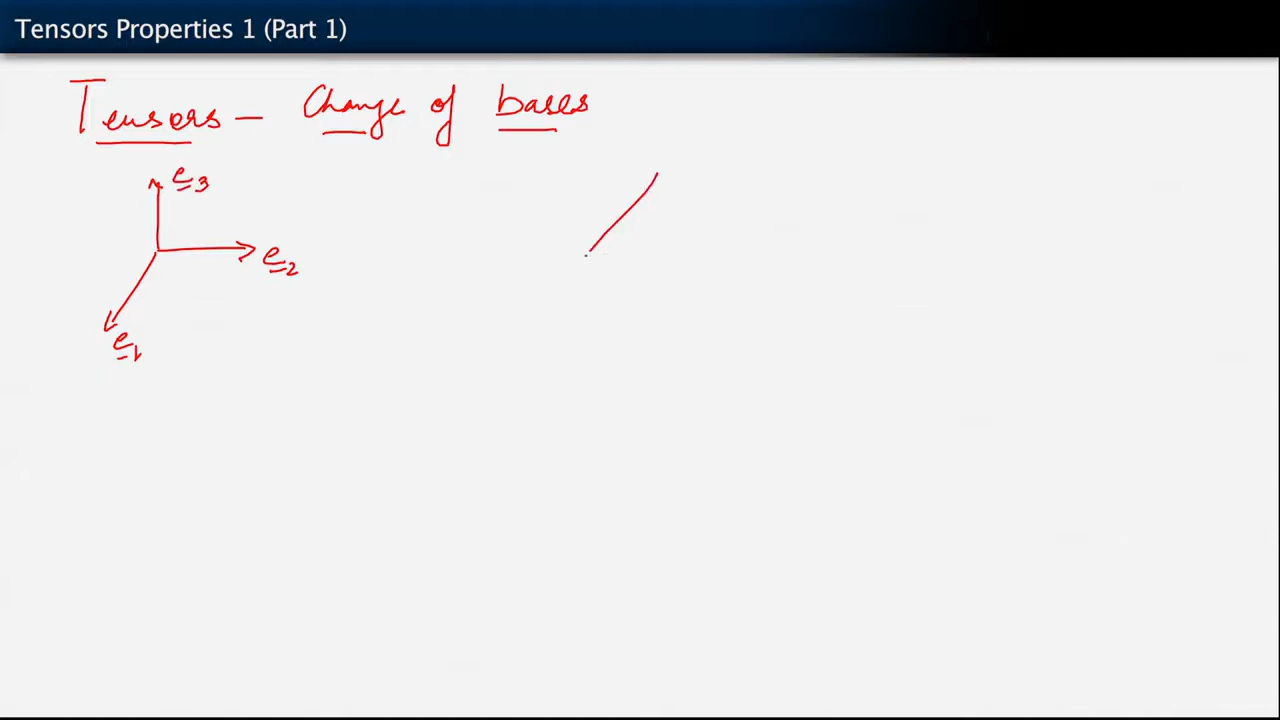 Tensors Properties 1 (Part 1)
Tensors - Change of bases
e3
e2
e1